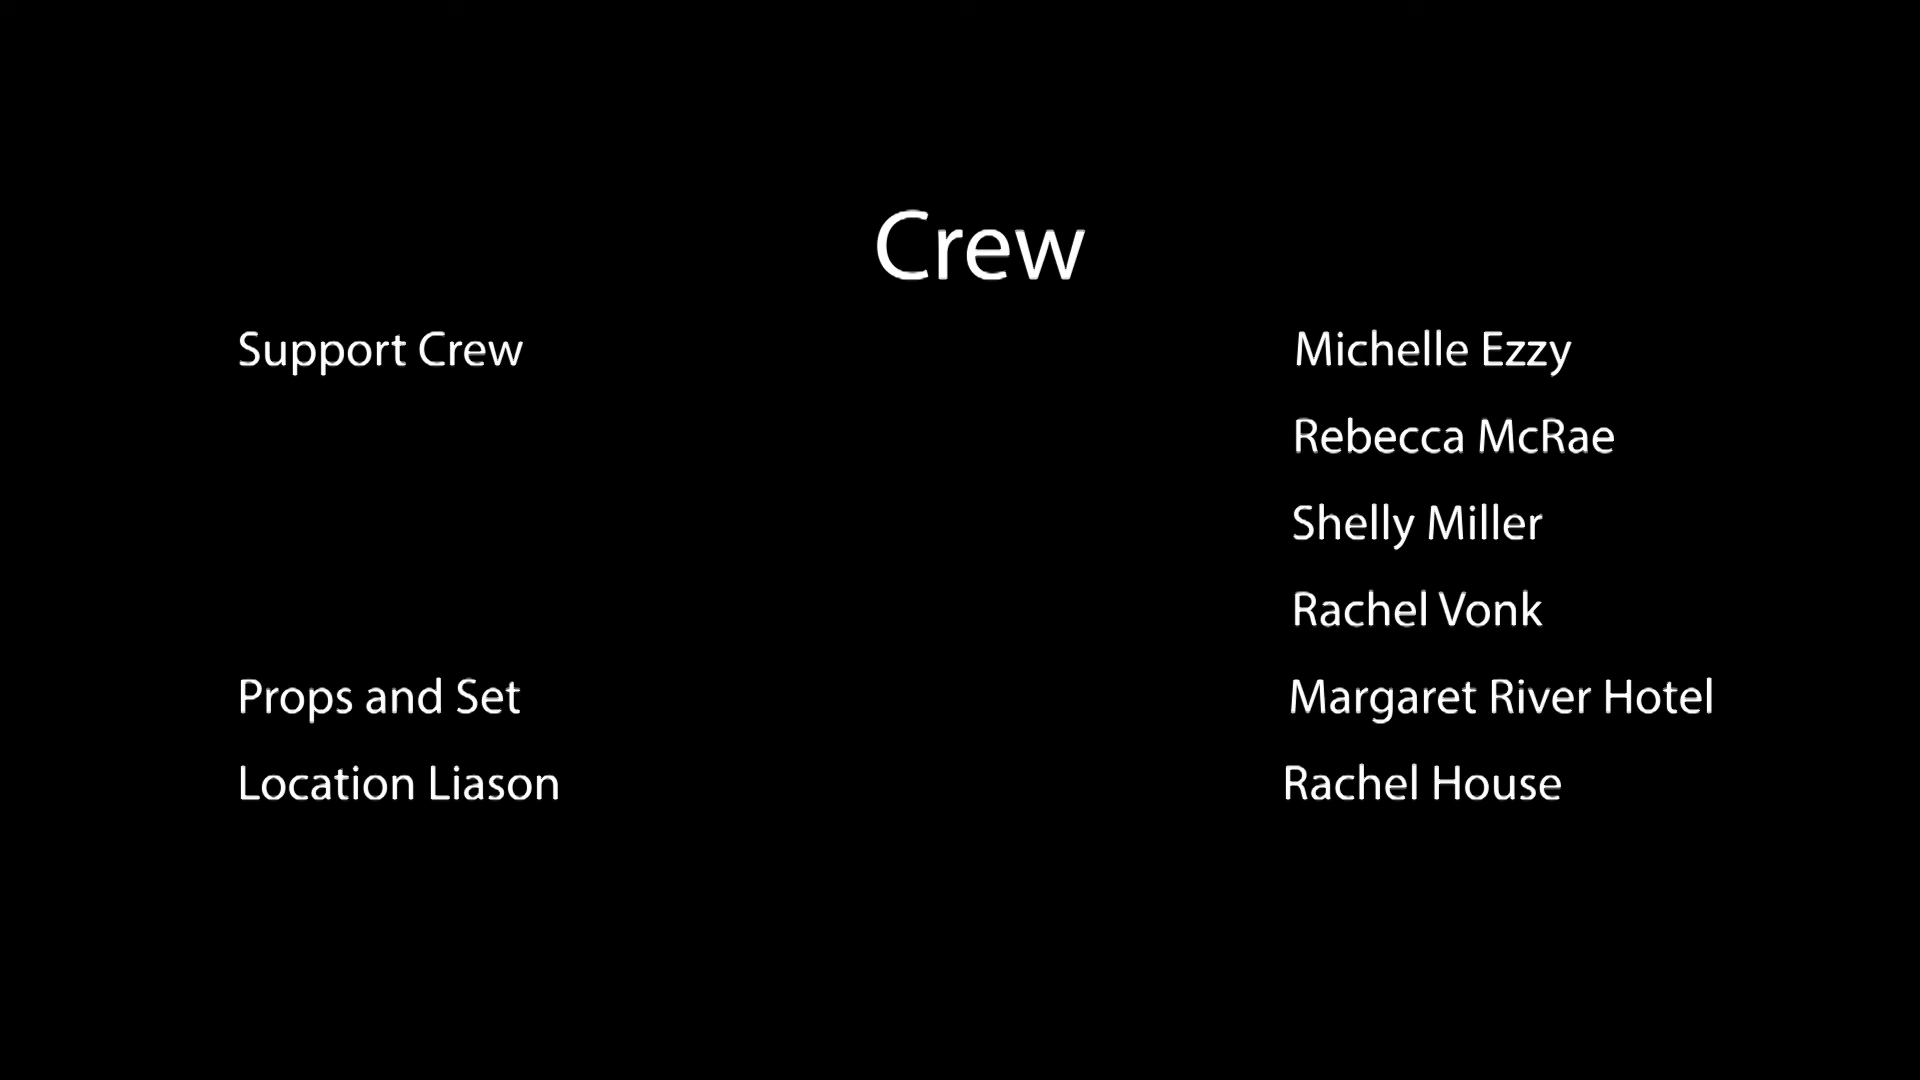 Crew
Support Crew Michelle Ezzy
Rebecca McRae
Shelly Miller
Rachel Vonk
Props and Set Margaret River Hotel
Location Liason Rachel House